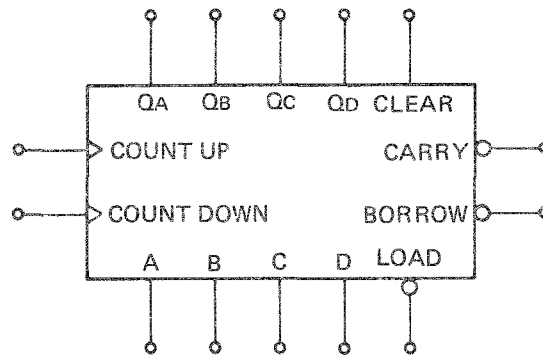 QA QB QC QD CLEAR
COUNT UP CARRY
COUNT DOWN BORROW
A B C D LOAD